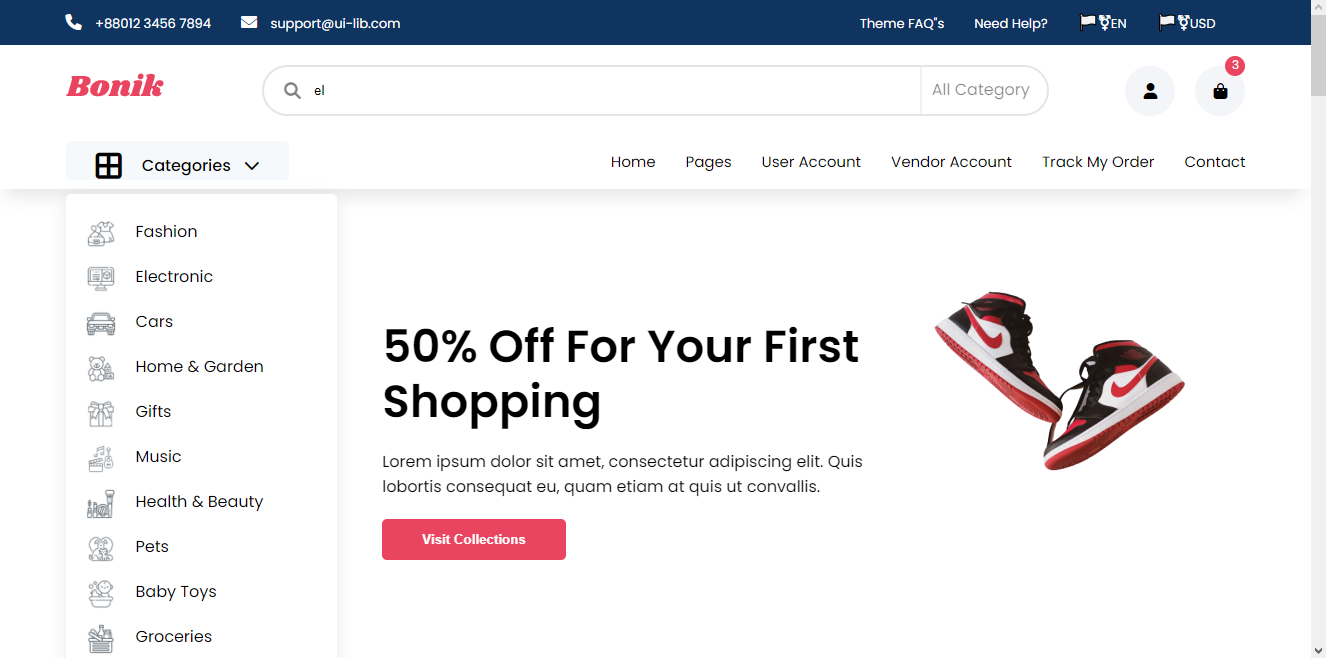 +88012 3456 7894 support@ui-lib.com Theme FAQ"s Need Help? EN USD
Bonik el All Category 3
Categories Home Pages User Account Vendor Account Track My Order Contact
Fashion
Electronic
Cars
Home & Garden
Gifts
Music
Health & Beauty
Pets
Baby Toys
Groceries
50% Off For Your First
Shopping
Lorem ipsum dolor sit amet, consectetur adipiscing elit. Quis
lobortis consequat eu, quam etiam at quis ut convallis.
Visit Collections